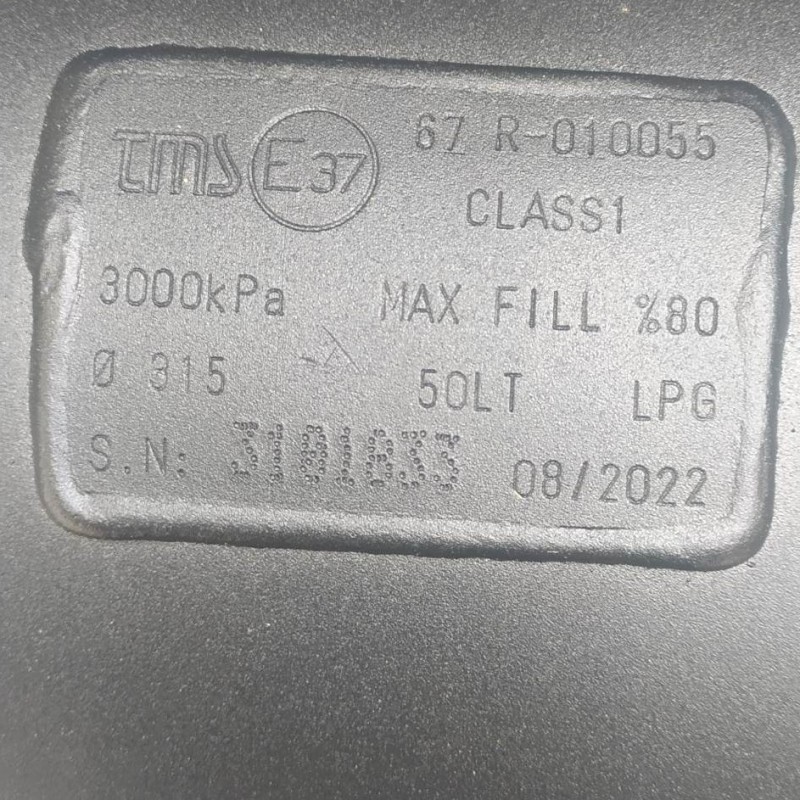 tms E37 67 R-010055
CLASS1
3000kPa MAX FILL %80
Ø 315 50LT LPG
S.N: 08/2022